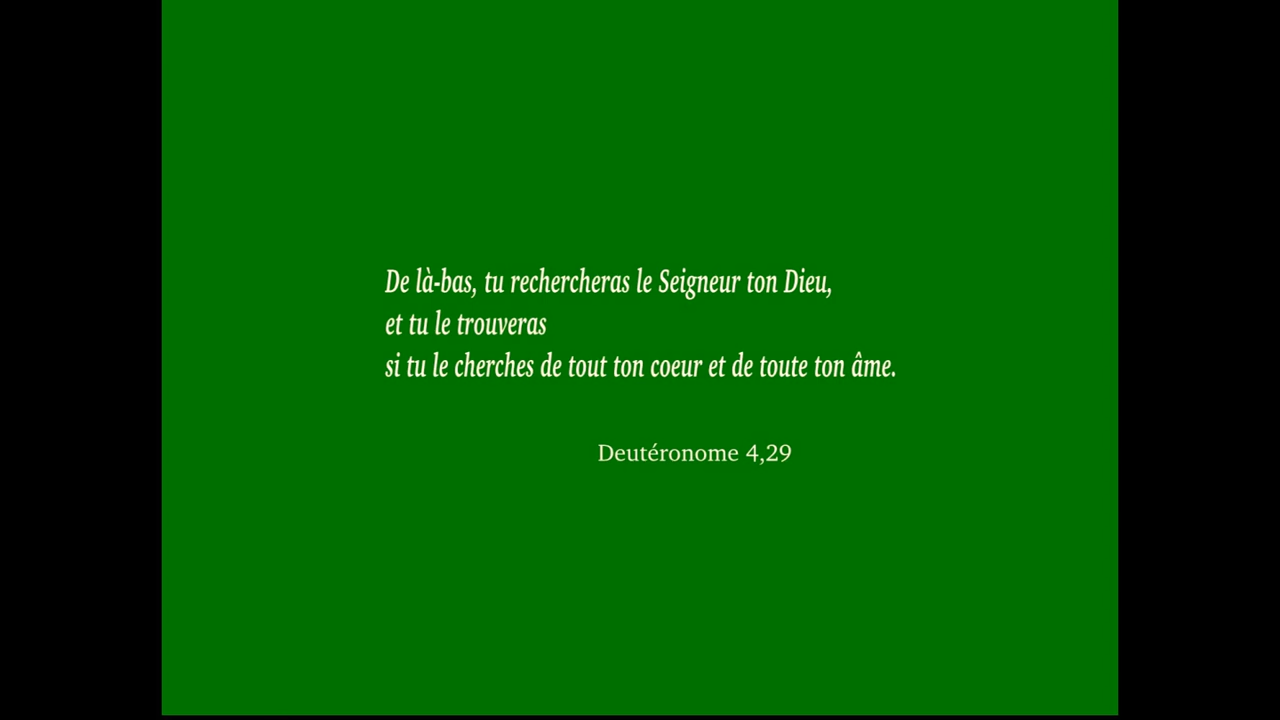 De là-bas, tu rechercheras le Seigneur ton Dieu,
et tu le trouveras
si tu le cherches de tout ton coeur et de toute ton âme.
Deutéronome 4,29